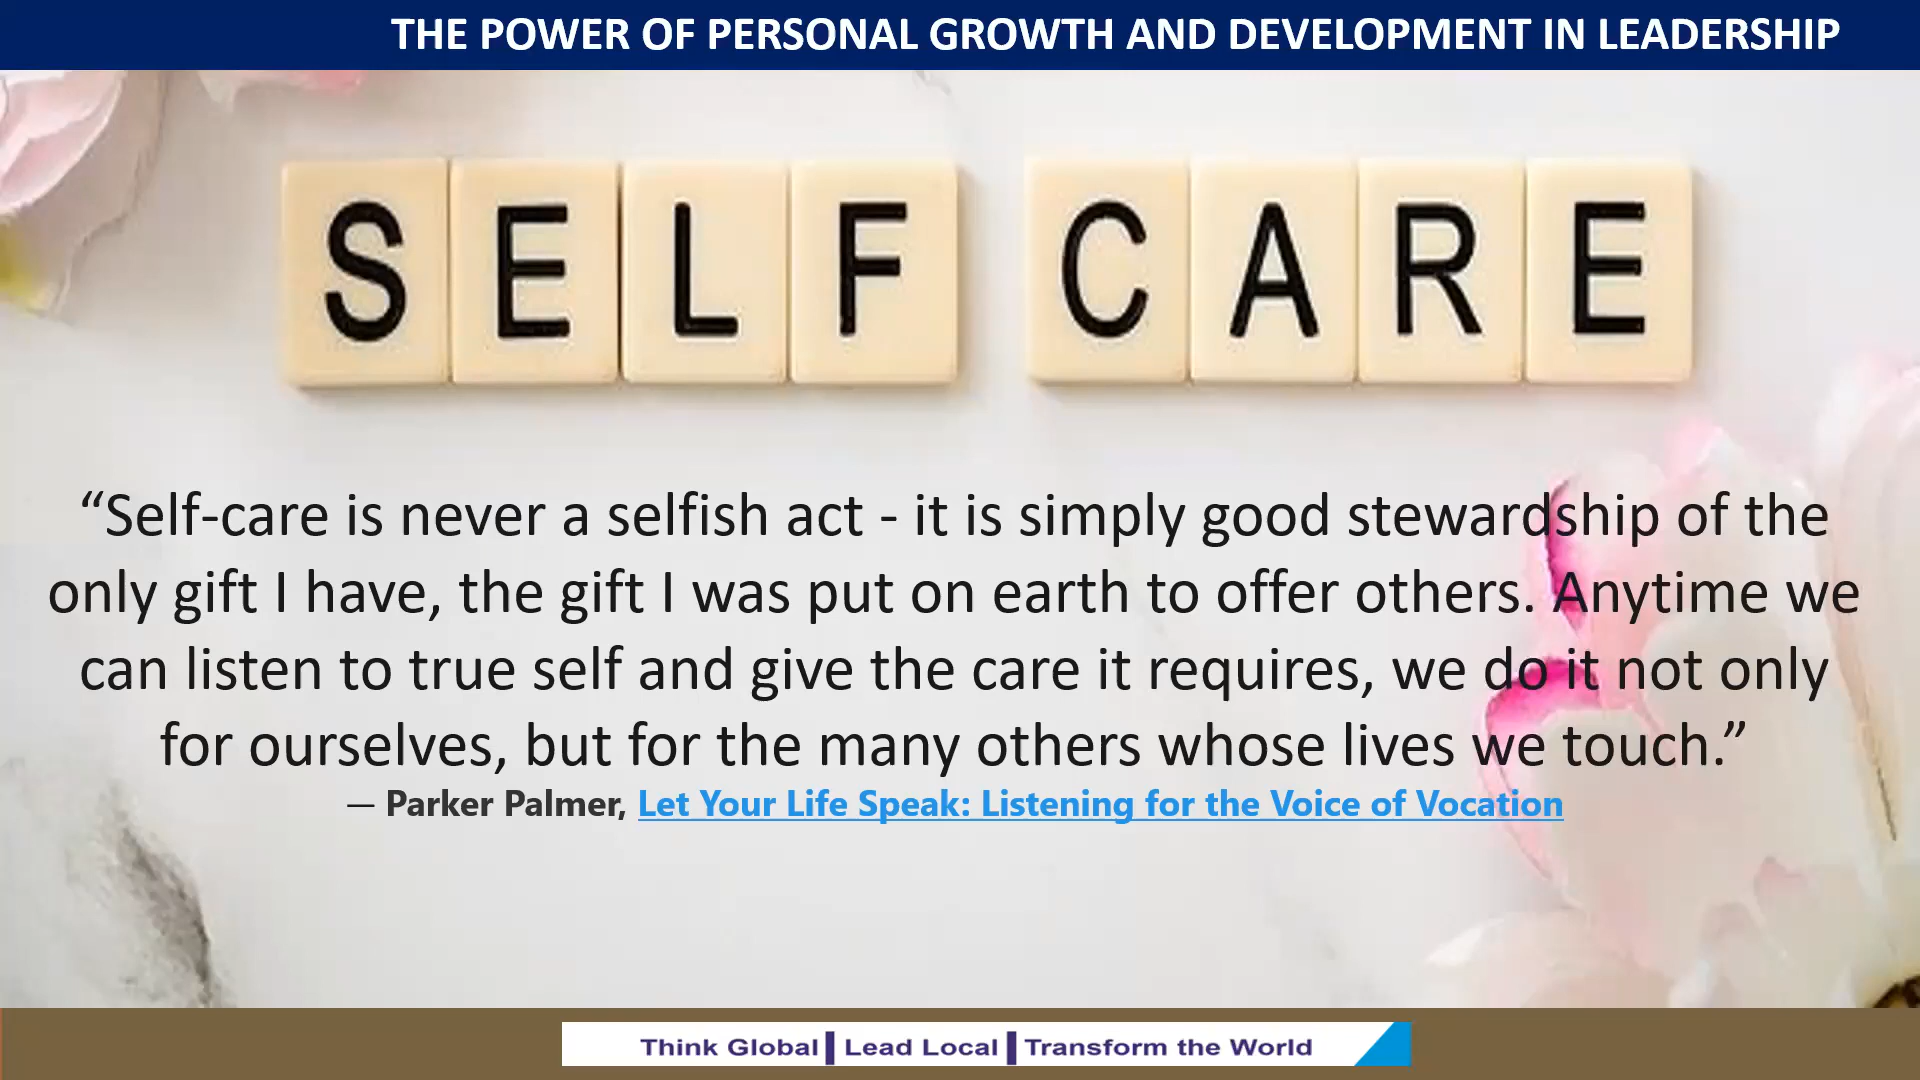 THE POWER OF PERSONAL GROWTH AND DEVELOPMENT IN LEADERSHIP
SELF CARE
“Self-care is never a selfish act - it is simply good stewardship of the
only gift I have, the gift I was put on earth to offer others. Anytime we
can listen to true self and give the care it requires, we do it not only
for ourselves, but for the many others whose lives we touch.”
— Parker Palmer, Let Your Life Speak: Listening for the Voice of Vocation
Think Global | Lead Local | Transform the World